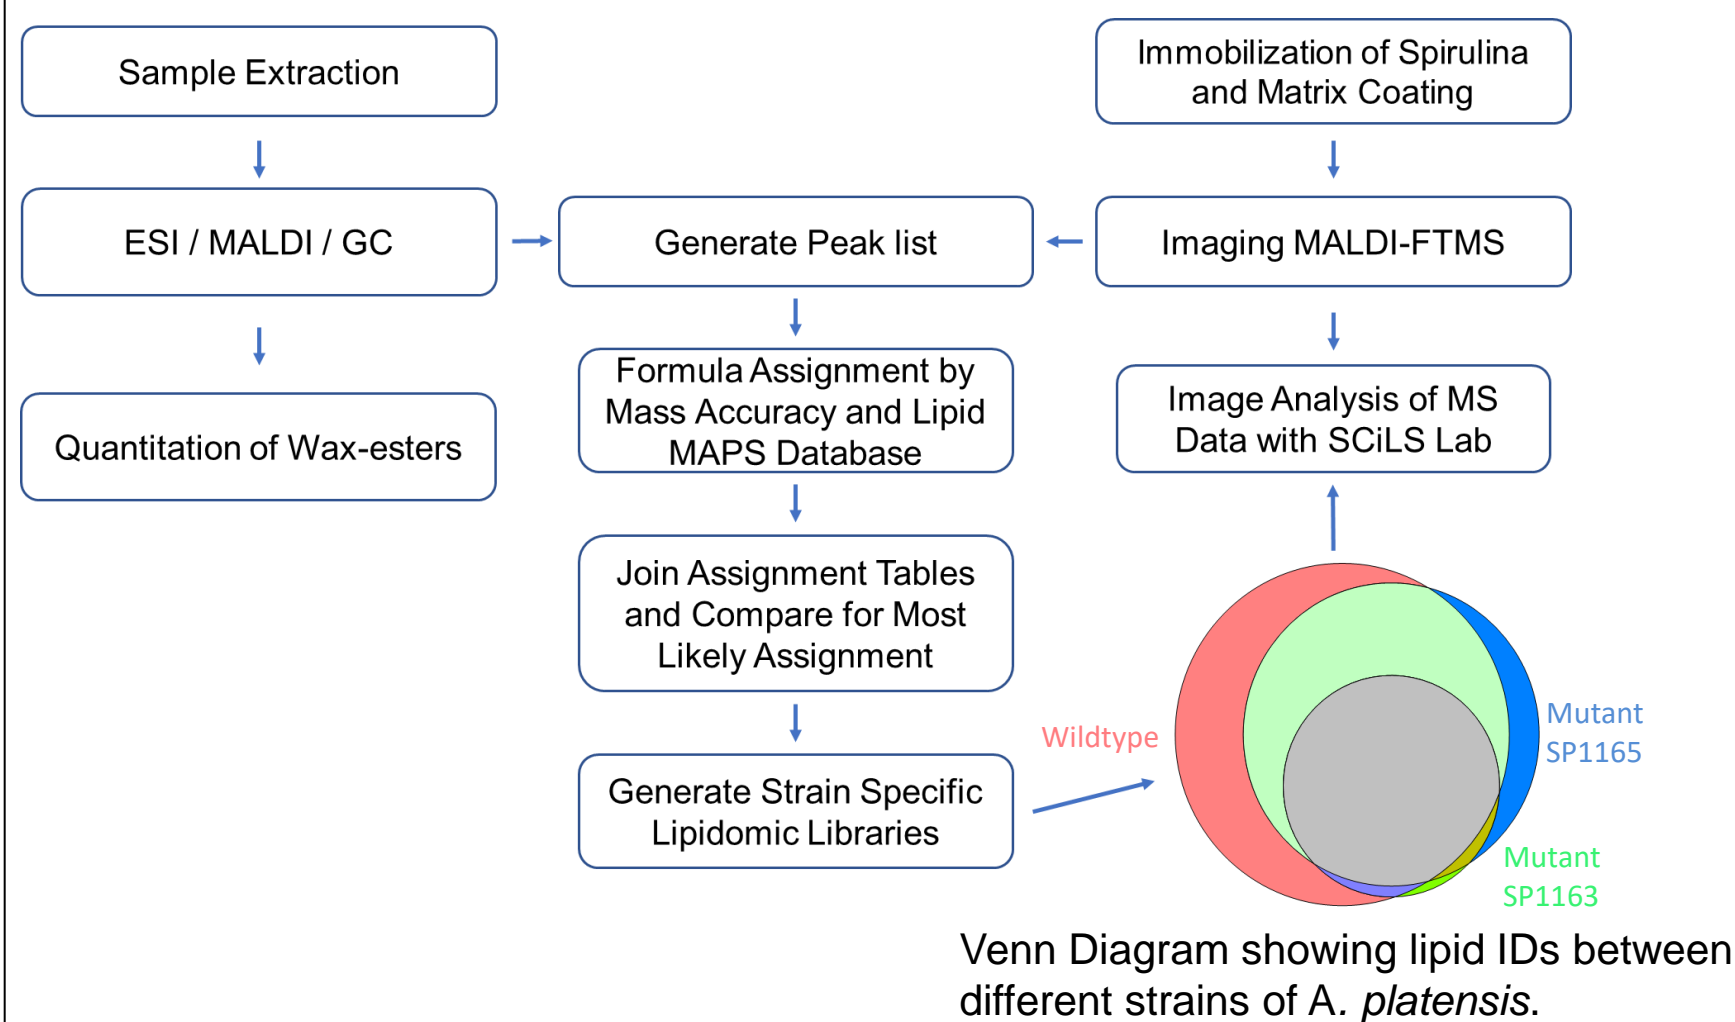 Sample Extraction
Immobilization of Spirulina
and Matrix Coating
ESI / MALDI / GC
Generate Peak list
Imaging MALDI-FTMS
Quantitation of Wax-esters
Formula Assignment by
Mass Accuracy and Lipid
MAPS Database
Image Analysis of MS
Data with SCiLS Lab
Join Assignment Tables
and Compare for Most
Likely Assignment
Generate Strain Specific
Lipidomic Libraries
Wildtype
Mutant
SP1165
Mutant
SP1163
Venn Diagram showing lipid IDs between
different strains of A. platensis.